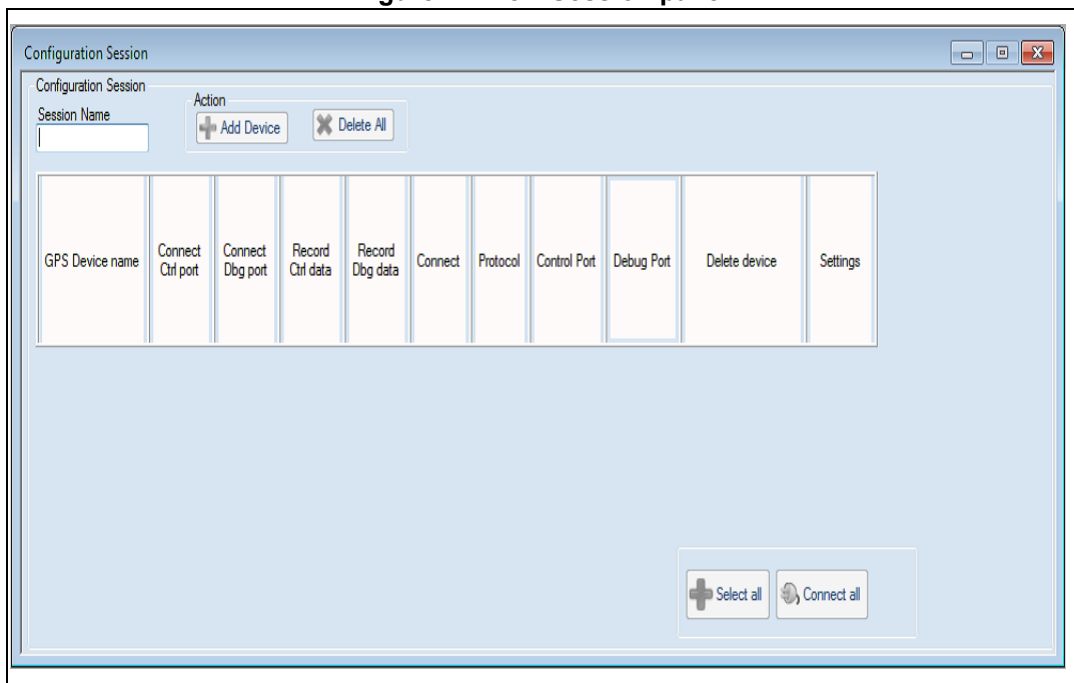 Configuration Session
Configuration Session
Session Name
Action
Add Device
Delete All
GPS Device name
Connect
Ctrl port
Connect
Dbg port
Record
Ctrl data
Record
Dbg data
Connect
Protocol
Control Port
Debug Port
Delete device
Settings
Select all
Connect all